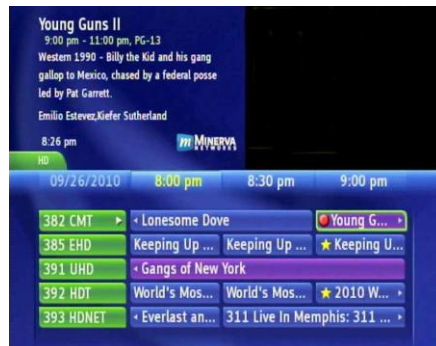 Young Guns II
9:00 pm - 11:00 pm, PG-13
Western 1990 - Billy the Kid and his gang
gallop to Mexico, chased by a federal posse
led by Pat Garrett.
Emilio Estevez,Kiefer Sutherland
8:26 pm
m MINERVA
NETWORKS
HD
09/26/2010 8:00 pm 8:30 pm 9:00 pm
382 CMT Lonesome Dove Young G...
385 EHD Keeping Up ... Keeping Up ... Keeping U...
391 UHD Gangs of New York
392 HDT World's Mos... World's Mos... 2010 W...
393 HDNET Everlast an... 311 Live In Memphis: 311 ...